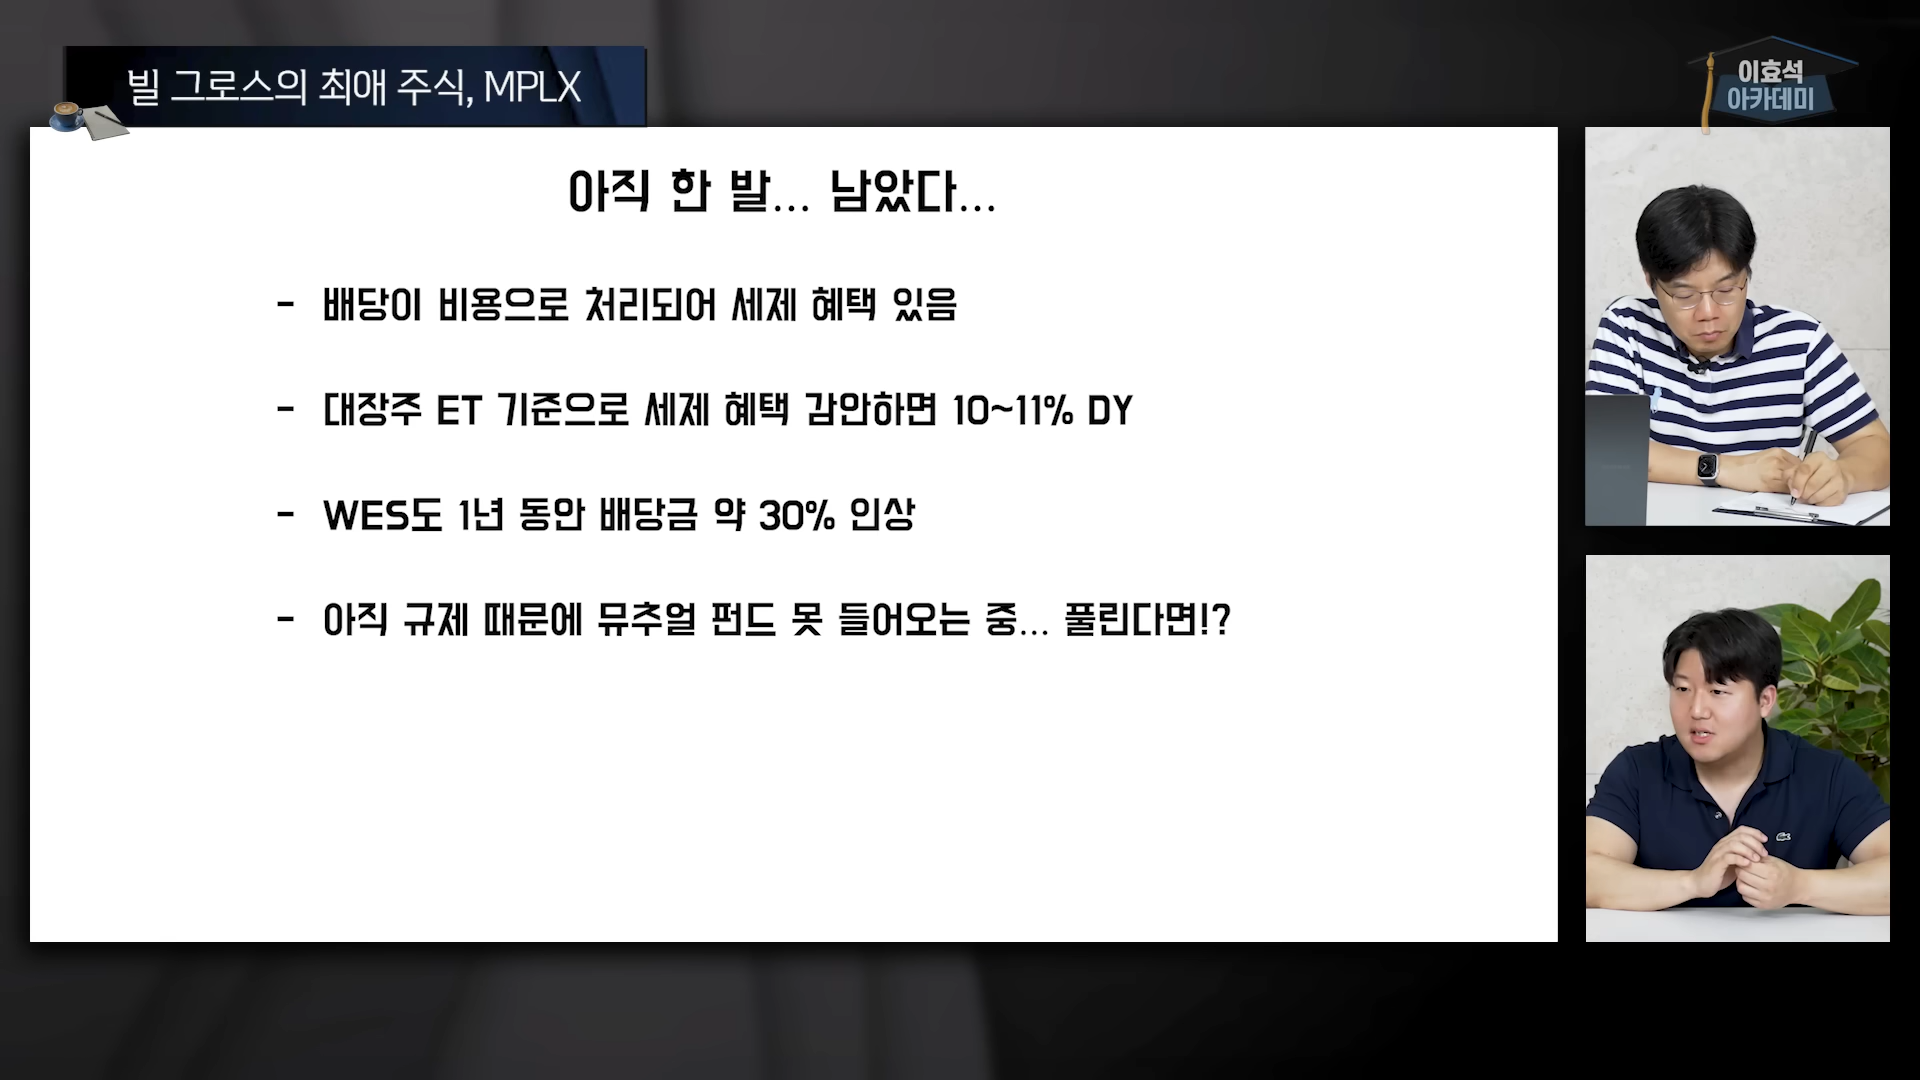 빌 그로스의 최애 주식, MPLX
이효석
아카데미
아직 한 발... 남았다...
- 배당이 비용으로 처리되어 세제 혜택 있음
- 대장주 ET 기준으로 세제 혜택 감안하면 10~11% DY
- WES도 1년 동안 배당금 약 30% 인상
- 아직 규제 때문에 뮤추얼 펀드 못 들어오는 중... 풀린다면!?